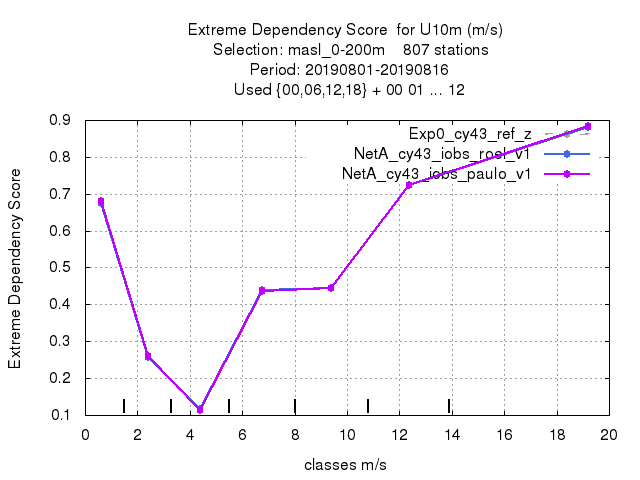 Extreme Dependency Score  for U10m (m/s)
Selection: masl_0-200m    807 stations
Period: 20190801-20190816
Used {00,06,12,18} + 00 01 ... 12
Exp0_cy43_ref_z
NetA_cy43_iobs_roel_v1
NetA_cy43_iobs_paulo_v1
Extreme Dependency Score
0.9
0.8
0.7
0.6
0.5
0.4
0.3
0.2
0.1
0 2 4 6 8 10 12 14 16 18 20
classes m/s